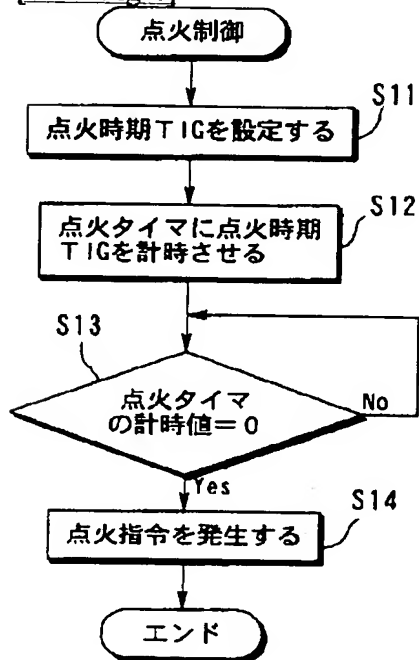 点火制御
S11
点火時期TIGを設定する
S12
点火タイマに点火時期
TIGを計時させる
S13
点火タイマ
の計時値=0
No
Yes
S14
点火指令を発生する
エンド